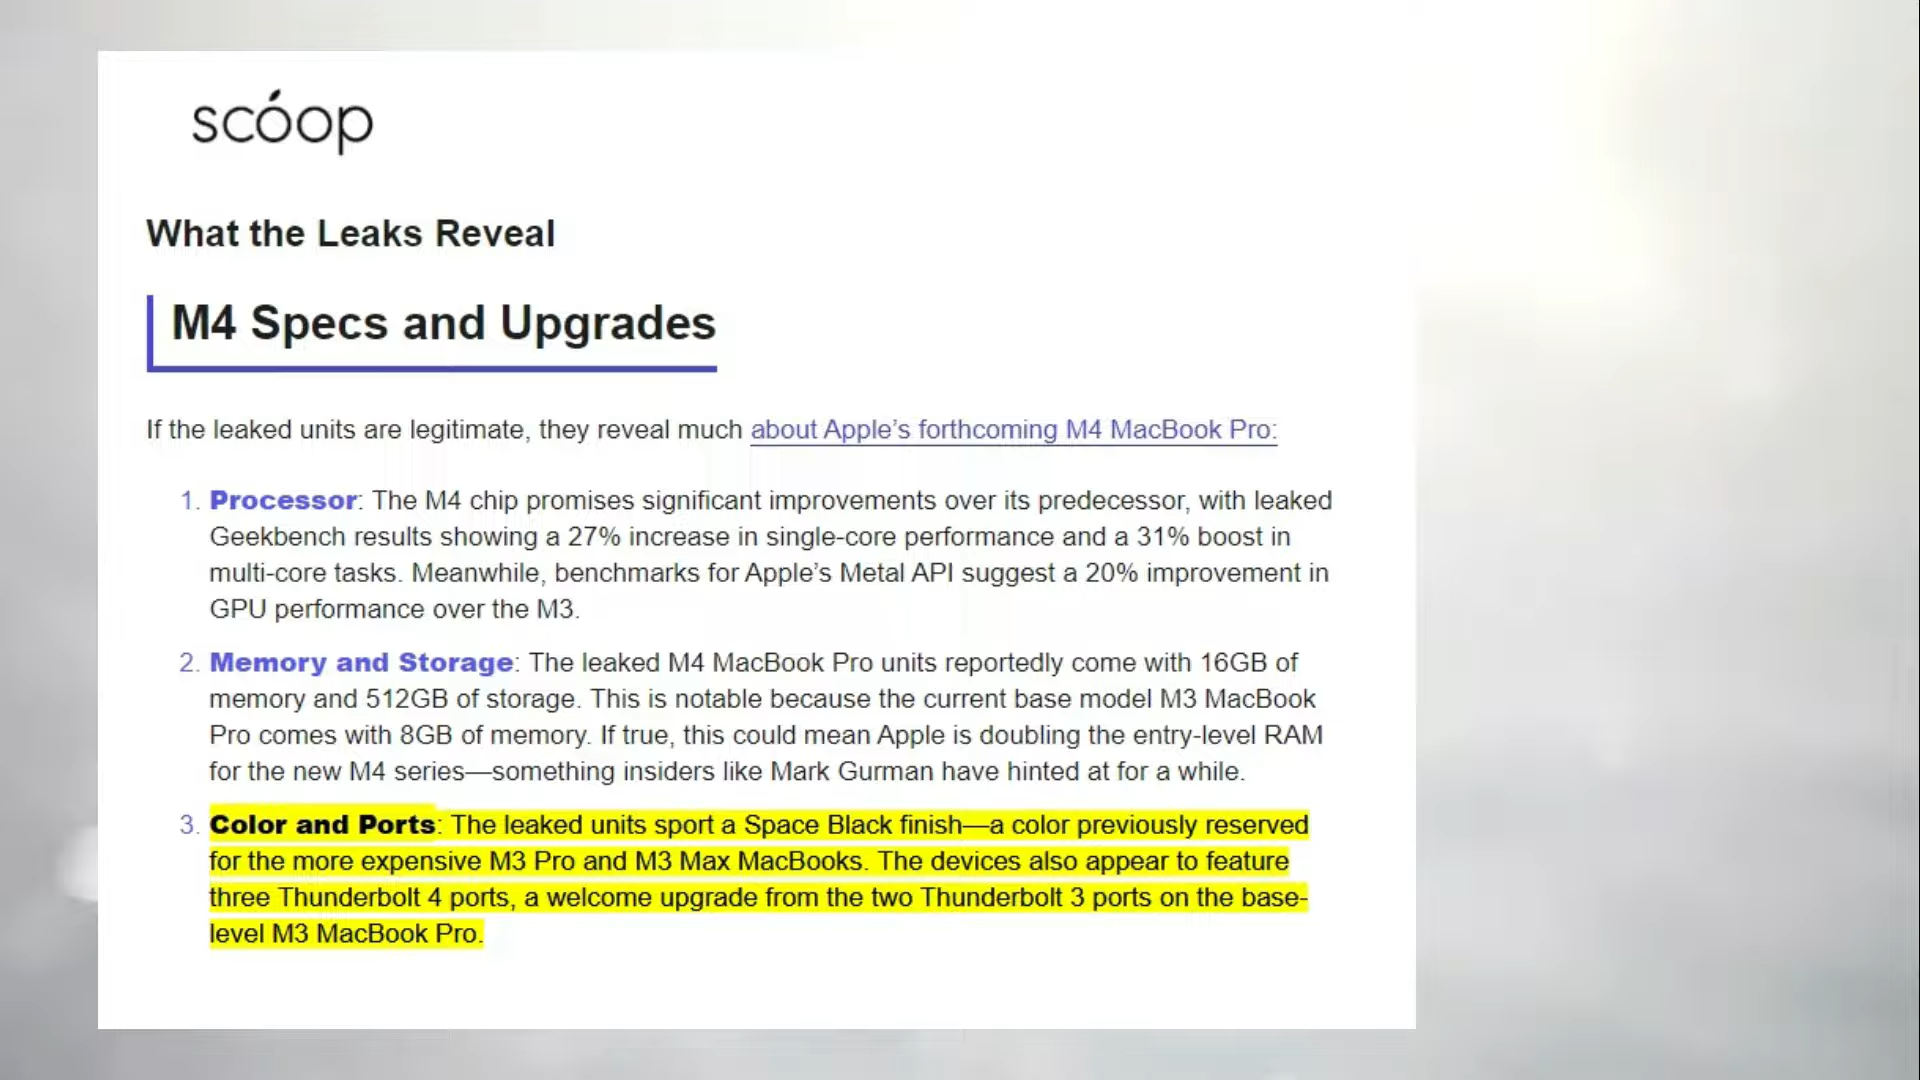 scóop
What the Leaks Reveal
M4 Specs and Upgrades
If the leaked units are legitimate, they reveal much about Apple’s forthcoming M4 MacBook Pro:
1. Processor: The M4 chip promises significant improvements over its predecessor, with leaked
Geekbench results showing a 27% increase in single-core performance and a 31% boost in
multi-core tasks. Meanwhile, benchmarks for Apple’s Metal API suggest a 20% improvement in
GPU performance over the M3.
2. Memory and Storage: The leaked M4 MacBook Pro units reportedly come with 16GB of
memory and 512GB of storage. This is notable because the current base model M3 MacBook
Pro comes with 8GB of memory. If true, this could mean Apple is doubling the entry-level RAM
for the new M4 series—something insiders like Mark Gurman have hinted at for a while.
3. Color and Ports: The leaked units sport a Space Black finish—a color previously reserved
for the more expensive M3 Pro and M3 Max MacBooks. The devices also appear to feature
three Thunderbolt 4 ports, a welcome upgrade from the two Thunderbolt 3 ports on the base-
level M3 MacBook Pro.